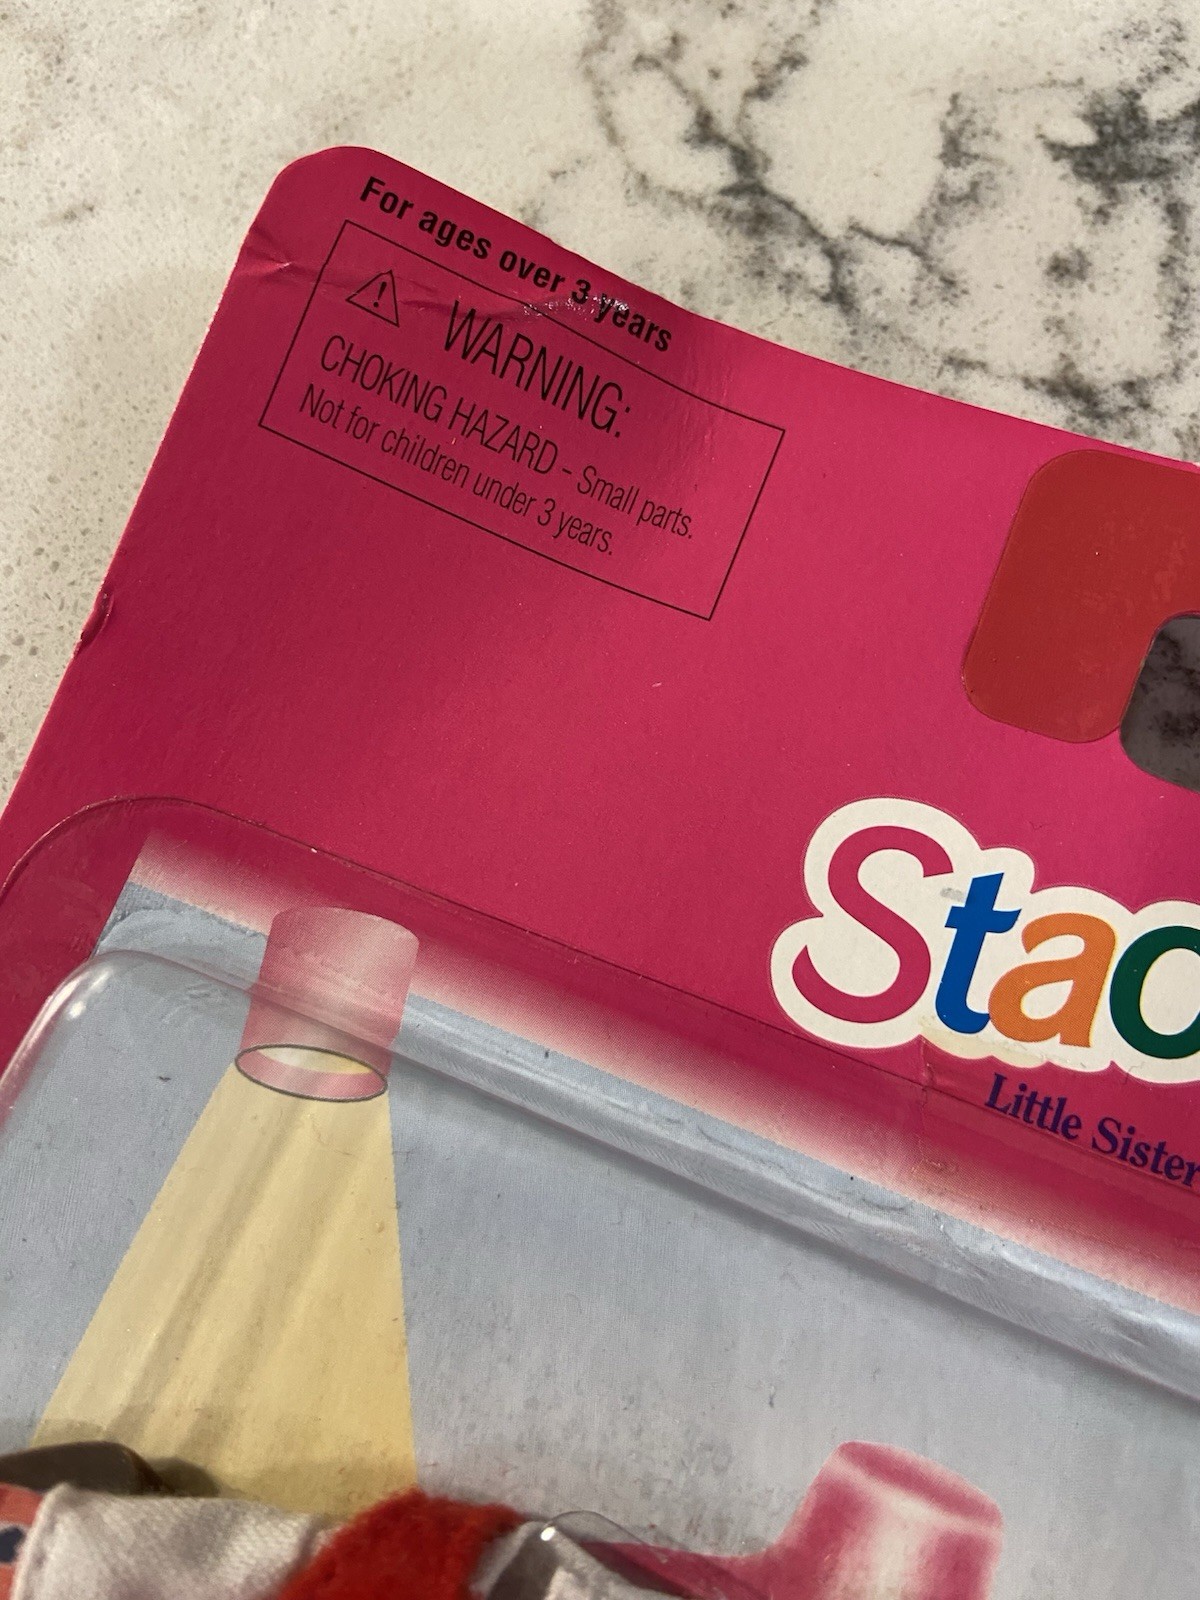 For ages over 3 years
WARNING:
CHOKING HAZARD - Small parts.
Not for children under 3 years.
Stac
Little Sister